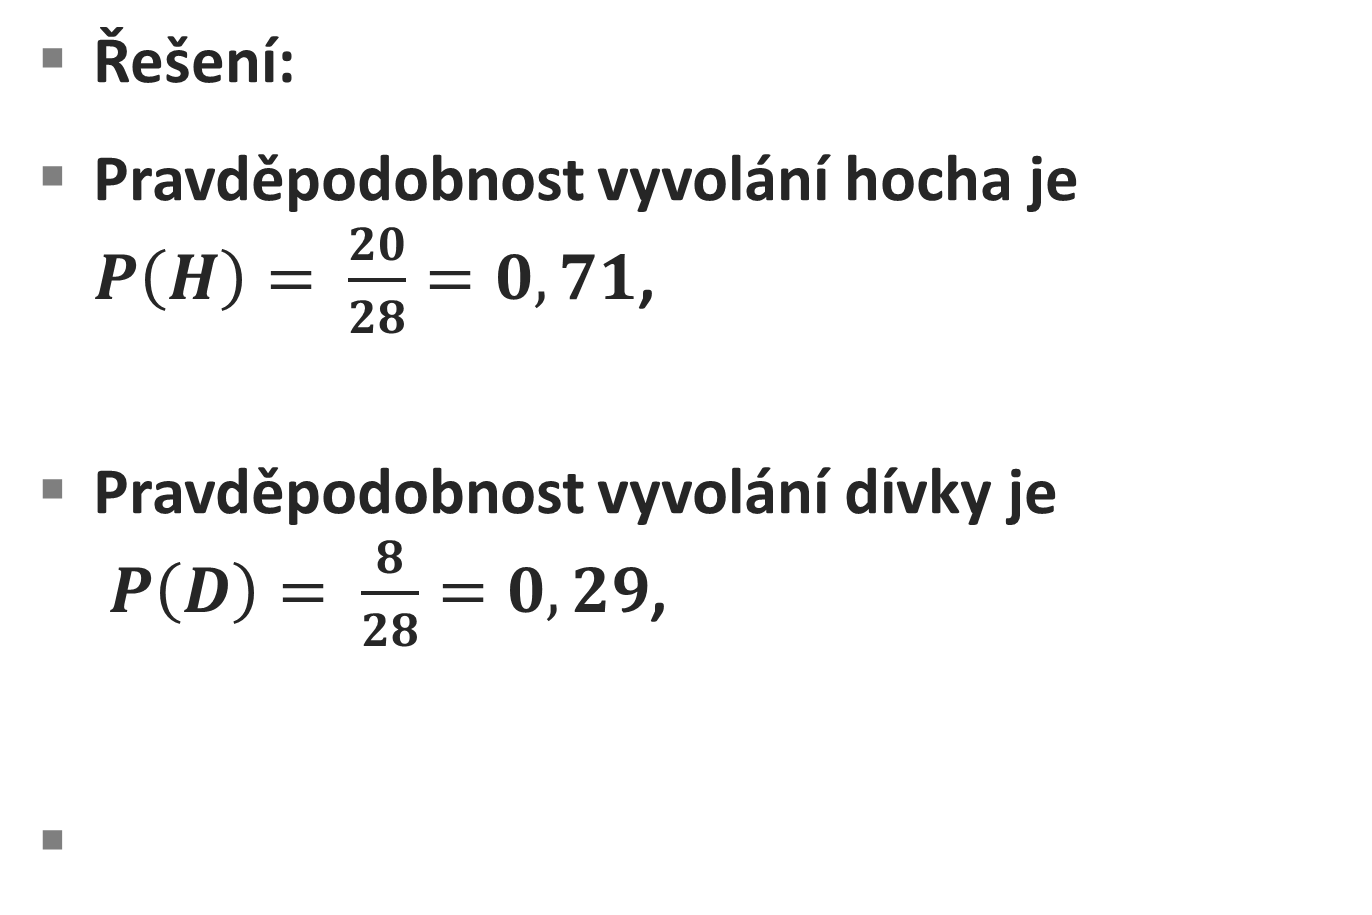 ▪ Řešení:
▪ Pravděpodobnost vyvolání hocha je
P(H) = 20/28 = 0,71,
▪ Pravděpodobnost vyvolání dívky je
P(D) = 8/28 = 0,29,
▪